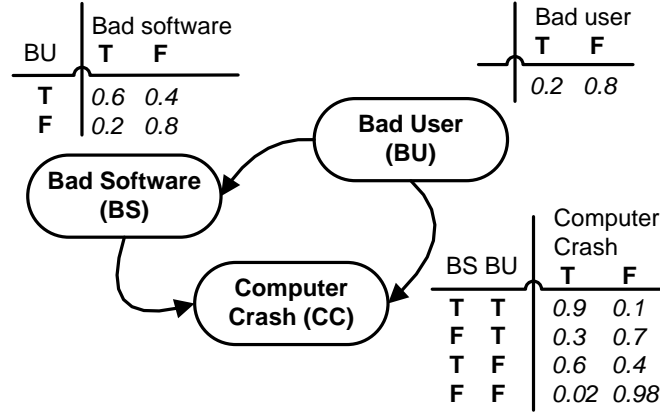 Bad software
BU T F
T 0.6 0.4
F 0.2 0.8
Bad user
T F
0.2 0.8
Bad User
(BU)
Bad Software
(BS)
Computer
Crash (CC)
Computer
Crash
BS BU T F
T T 0.9 0.1
F T 0.3 0.7
T F 0.6 0.4
F F 0.02 0.98